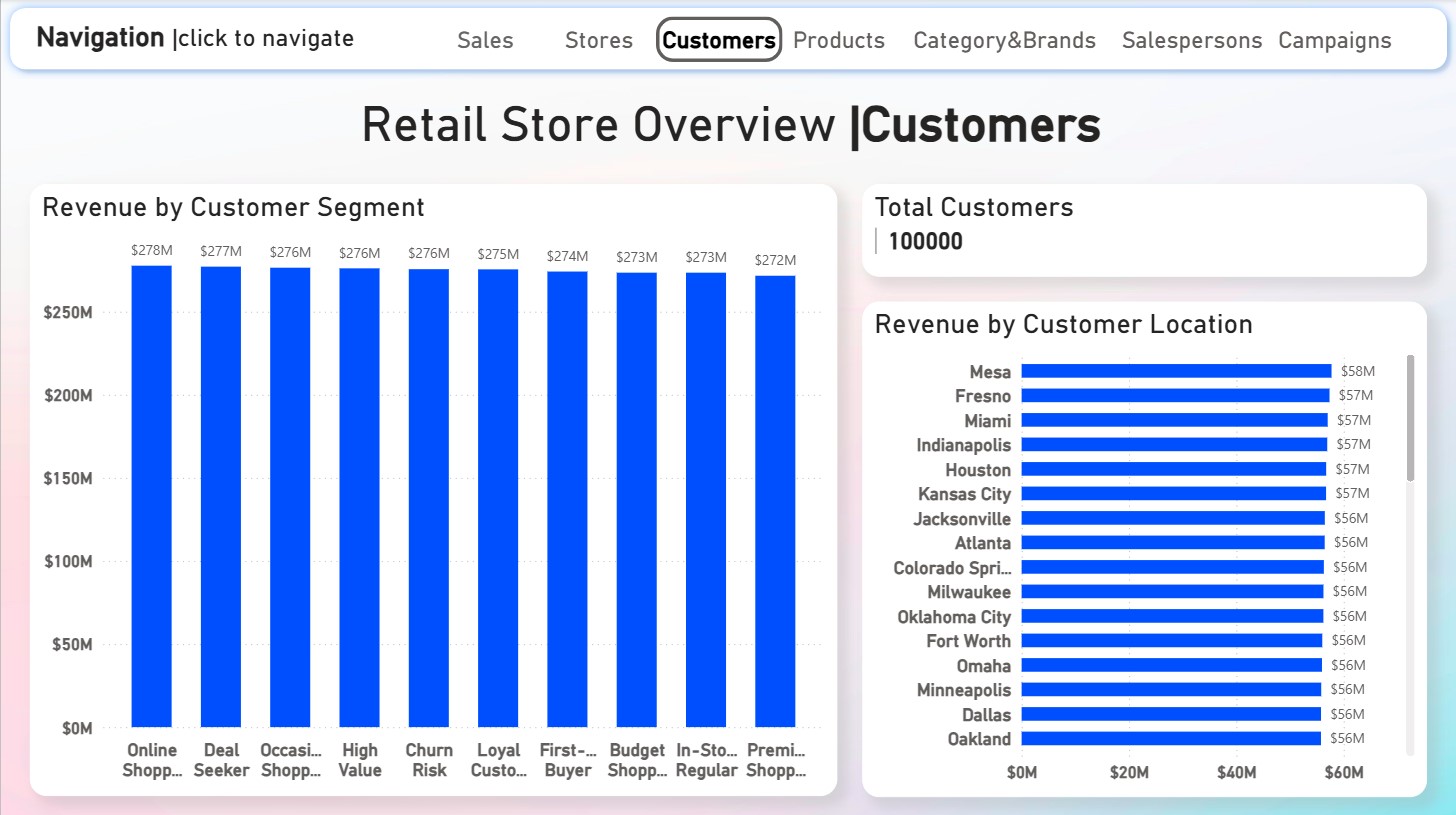 Navigation |click to navigate
Sales
Stores
Customers
Products
Category&Brands
Salespersons
Campaigns
Retail Store Overview |Customers
Revenue by Customer Segment
$278M
$277M
$276M
$276M
$276M
$275M
$274M
$273M
$273M
$272M
$250M
$200M
$150M
$100M
$50M
$0M
Online
Shopp...
Deal
Seeker
Occasi...
Shopp...
High
Value
Churn
Risk
Loyal
Custo...
First-...
Buyer
Budget
Shopp...
In-Sto...
Regular
Premi...
Shopp...
Total Customers
100000
Revenue by Customer Location
Mesa $58M
Fresno $57M
Miami $57M
Indianapolis $57M
Houston $57M
Kansas City $57M
Jacksonville $56M
Atlanta $56M
Colorado Spri... $56M
Milwaukee $56M
Oklahoma City $56M
Fort Worth $56M
Omaha $56M
Minneapolis $56M
Dallas $56M
Oakland $56M
$0M $20M $40M $60M